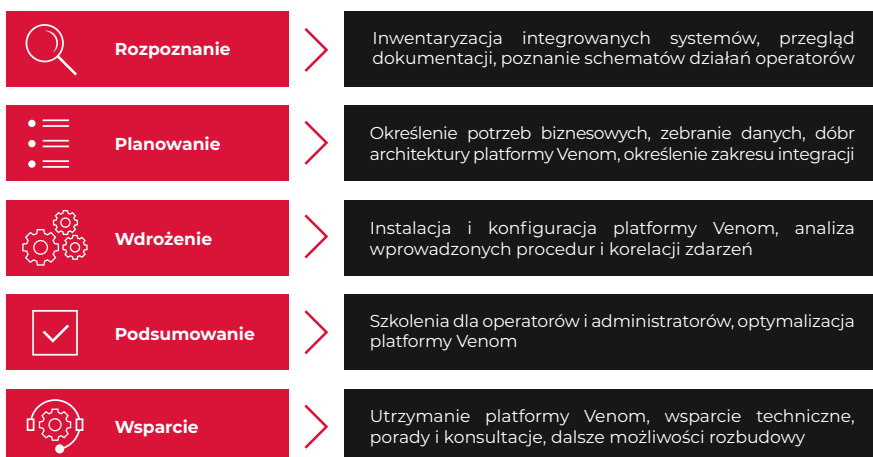 Rozpoznanie
Inwentaryzacja integrowanych systemów, przegląd
dokumentacji, poznanie schematów działań operatorów
Planowanie
Określenie potrzeb biznesowych, zebranie danych, dóbr
architektury platformy Venom, określenie zakresu integracji
Wdrożenie
Instalacja i konfiguracja platformy Venom, analiza
wprowadzonych procedur i korelacji zdarzeń
Podsumowanie
Szkolenia dla operatorów i administratorów, optymalizacja
platformy Venom
Wsparcie
Utrzymanie platformy Venom, wsparcie techniczne,
porady i konsultacje, dalsze możliwości rozbudowy